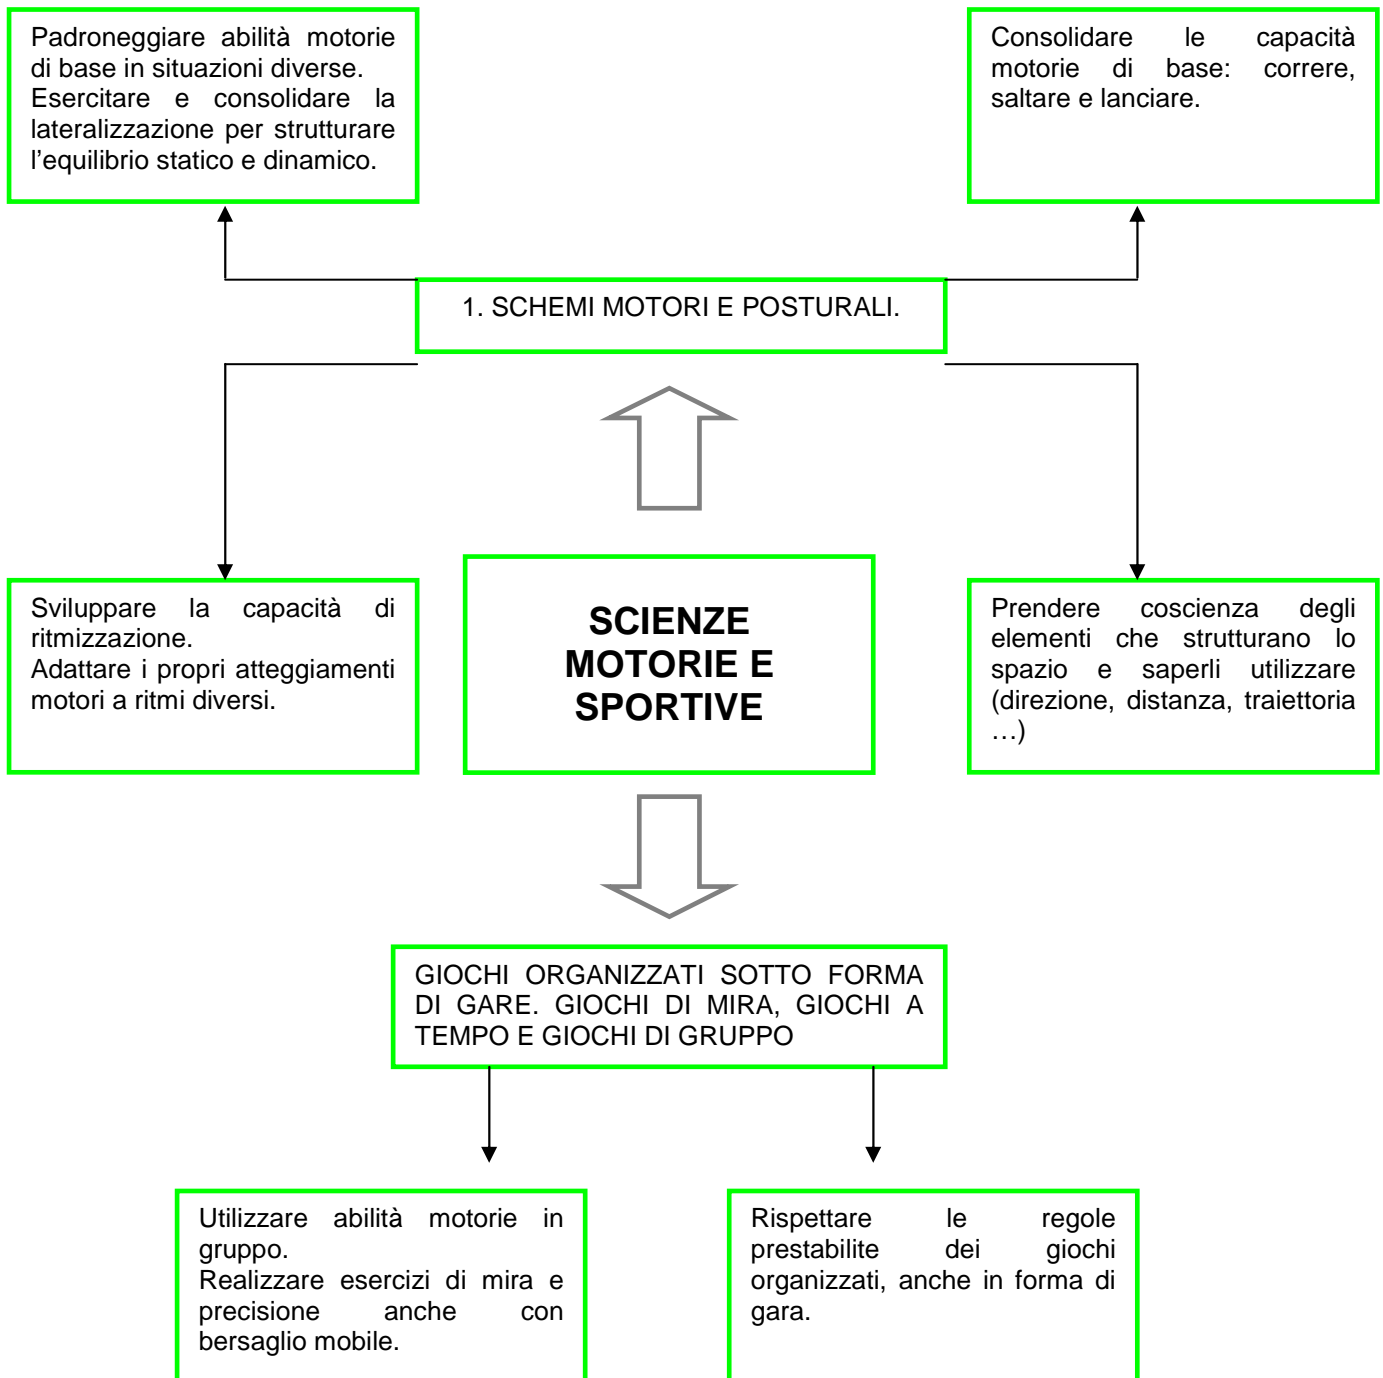 Padroneggiare abilità motorie
di base in situazioni diverse.
Esercitare e consolidare la
lateralizzazione per strutturare
l’equilibrio statico e dinamico.
Consolidare le capacità
motorie di base: correre,
saltare e lanciare.
1. SCHEMI MOTORI E POSTURALI.
Sviluppare la capacità di
ritmizzazione.
Adattare i propri atteggiamenti
motori a ritmi diversi.
SCIENZE
MOTORIE E
SPORTIVE
Prendere coscienza degli
elementi che strutturano lo
spazio e saperli utilizzare
(direzione, distanza, traiettoria
…)
GIOCHI ORGANIZZATI SOTTO FORMA
DI GARE. GIOCHI DI MIRA, GIOCHI A
TEMPO E GIOCHI DI GRUPPO
Utilizzare abilità motorie in
gruppo.
Realizzare esercizi di mira e
precisione anche con
bersaglio mobile.
Rispettare le regole
prestabilite dei giochi
organizzati, anche in forma di
gara.